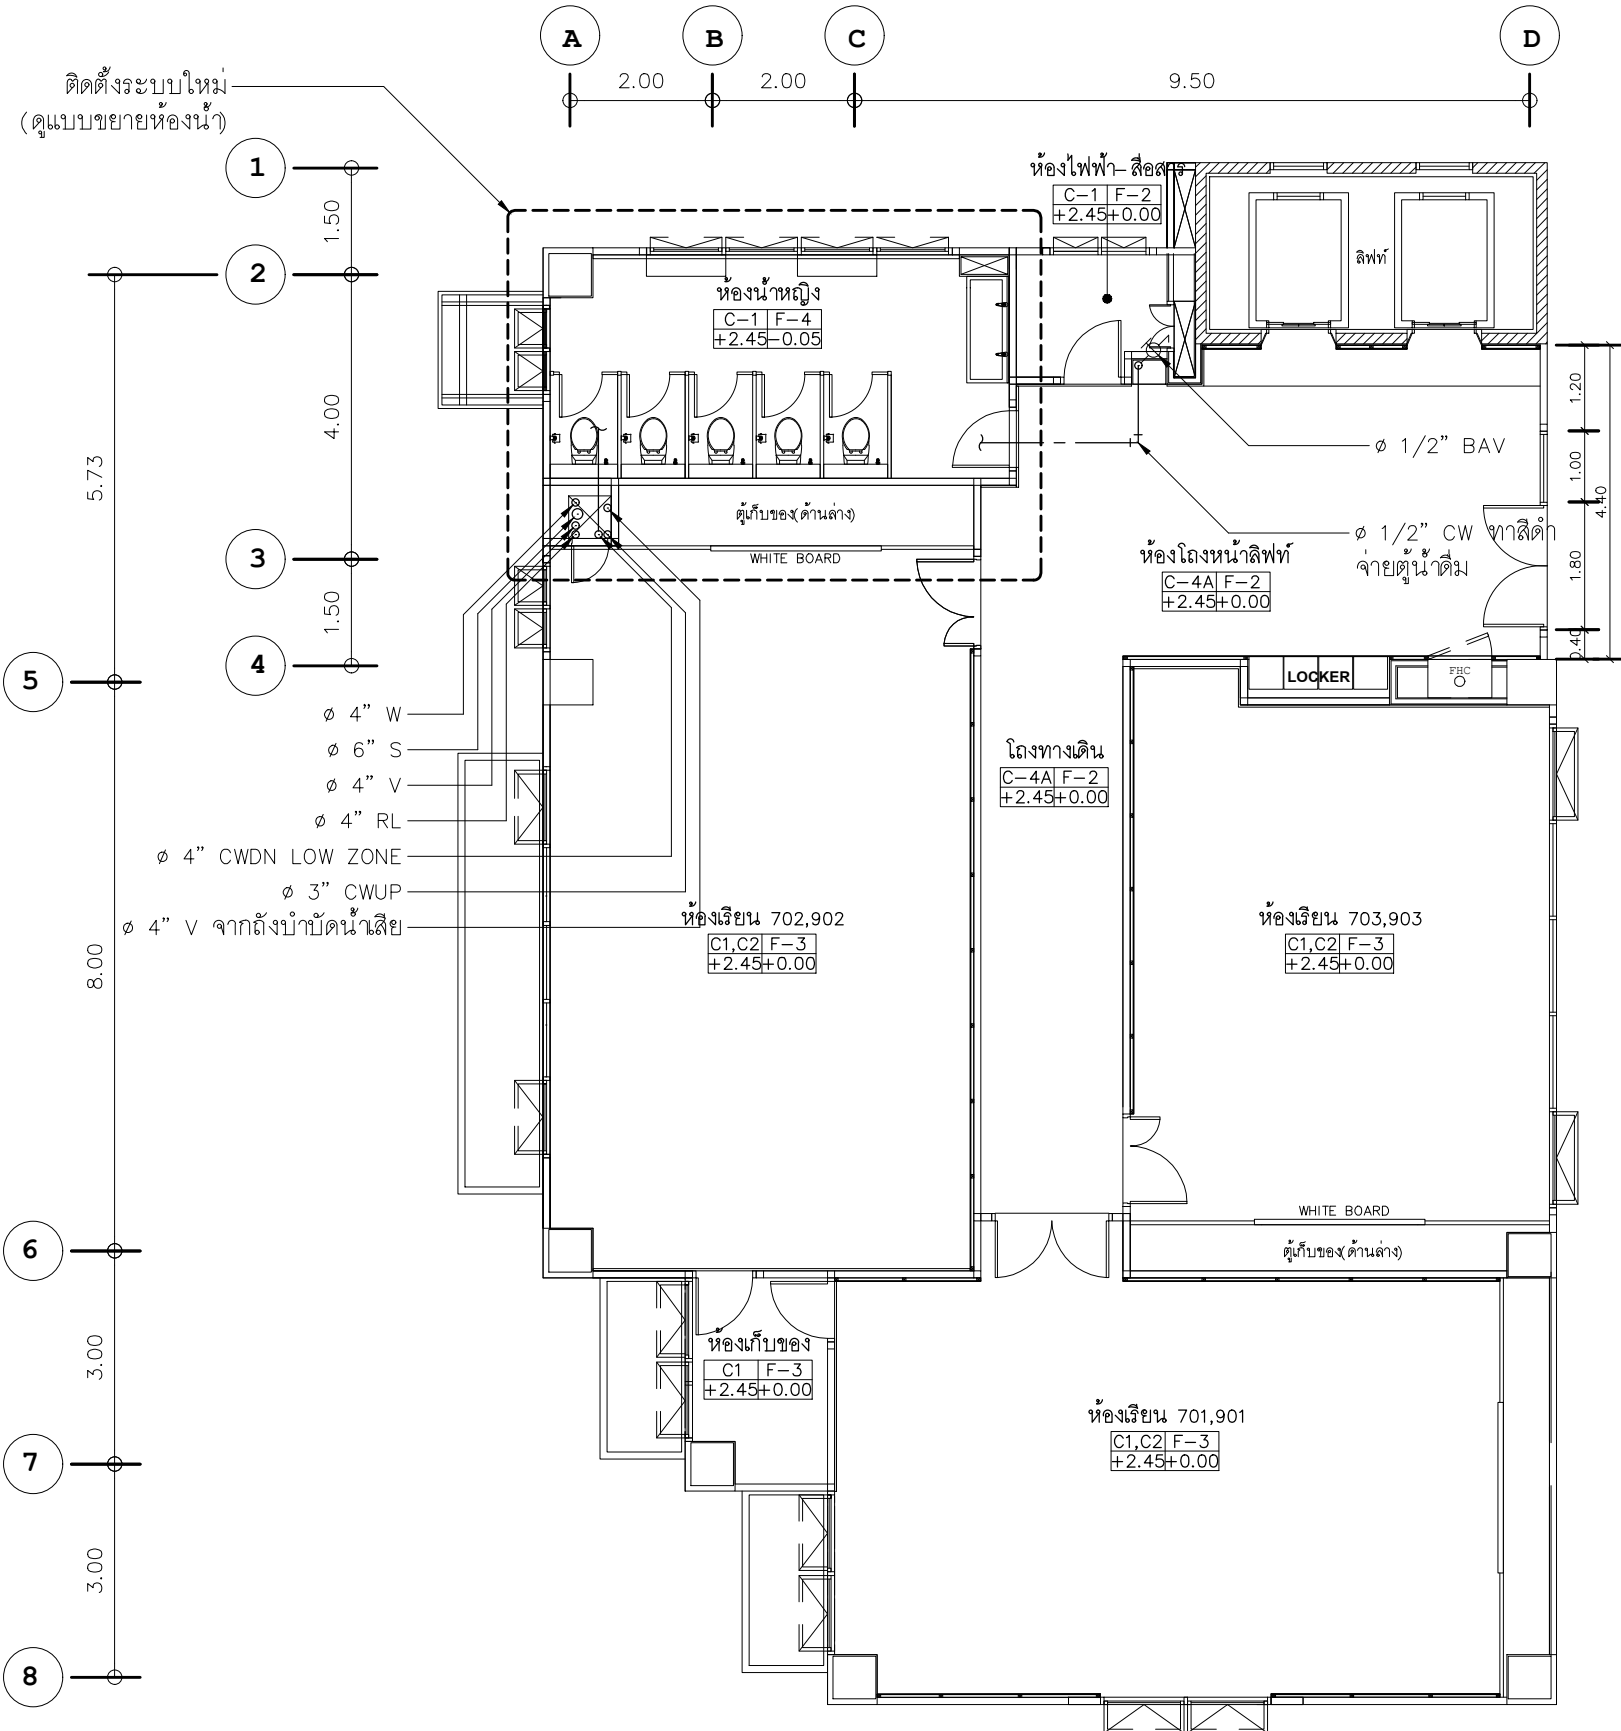 A
B
C
D
2.00
2.00
9.50
ติดตั้งระบบใหม่
(ดูแบบขยายห้องน้ำ)
1
1.50
2
ห้องไฟฟ้า-สื่อสาร
C-1 F-2
+2.45+0.00
ลิฟท์
ห้องน้ำหญิง
C-1 F-4
+2.45-0.05
4.00
5.73
1.20
1.00
4.40
1.80
0.40
ø 1/2" BAV
ตู้เก็บของ(ด้านล่าง)
WHITE BOARD
ø 1/2" CW ทาสีดำ
จ่ายตู้น้ำดื่ม
ห้องโถงหน้าลิฟท์
C-4A F-2
+2.45+0.00
3
1.50
4
5
LOCKER
FHC
ø 4" W
ø 6" S
ø 4" V
ø 4" RL
ø 4" CWDN LOW ZONE
ø 3" CWUP
ø 4" V จากถังบำบัดน้ำเสีย
โถงทางเดิน
C-4A F-2
+2.45+0.00
8.00
ห้องเรียน 702,902
C1,C2 F-3
+2.45+0.00
ห้องเรียน 703,903
C1,C2 F-3
+2.45+0.00
WHITE BOARD
ตู้เก็บของ(ด้านล่าง)
6
3.00
ห้องเก็บของ
C1 F-3
+2.45+0.00
ห้องเรียน 701,901
C1,C2 F-3
+2.45+0.00
7
3.00
8